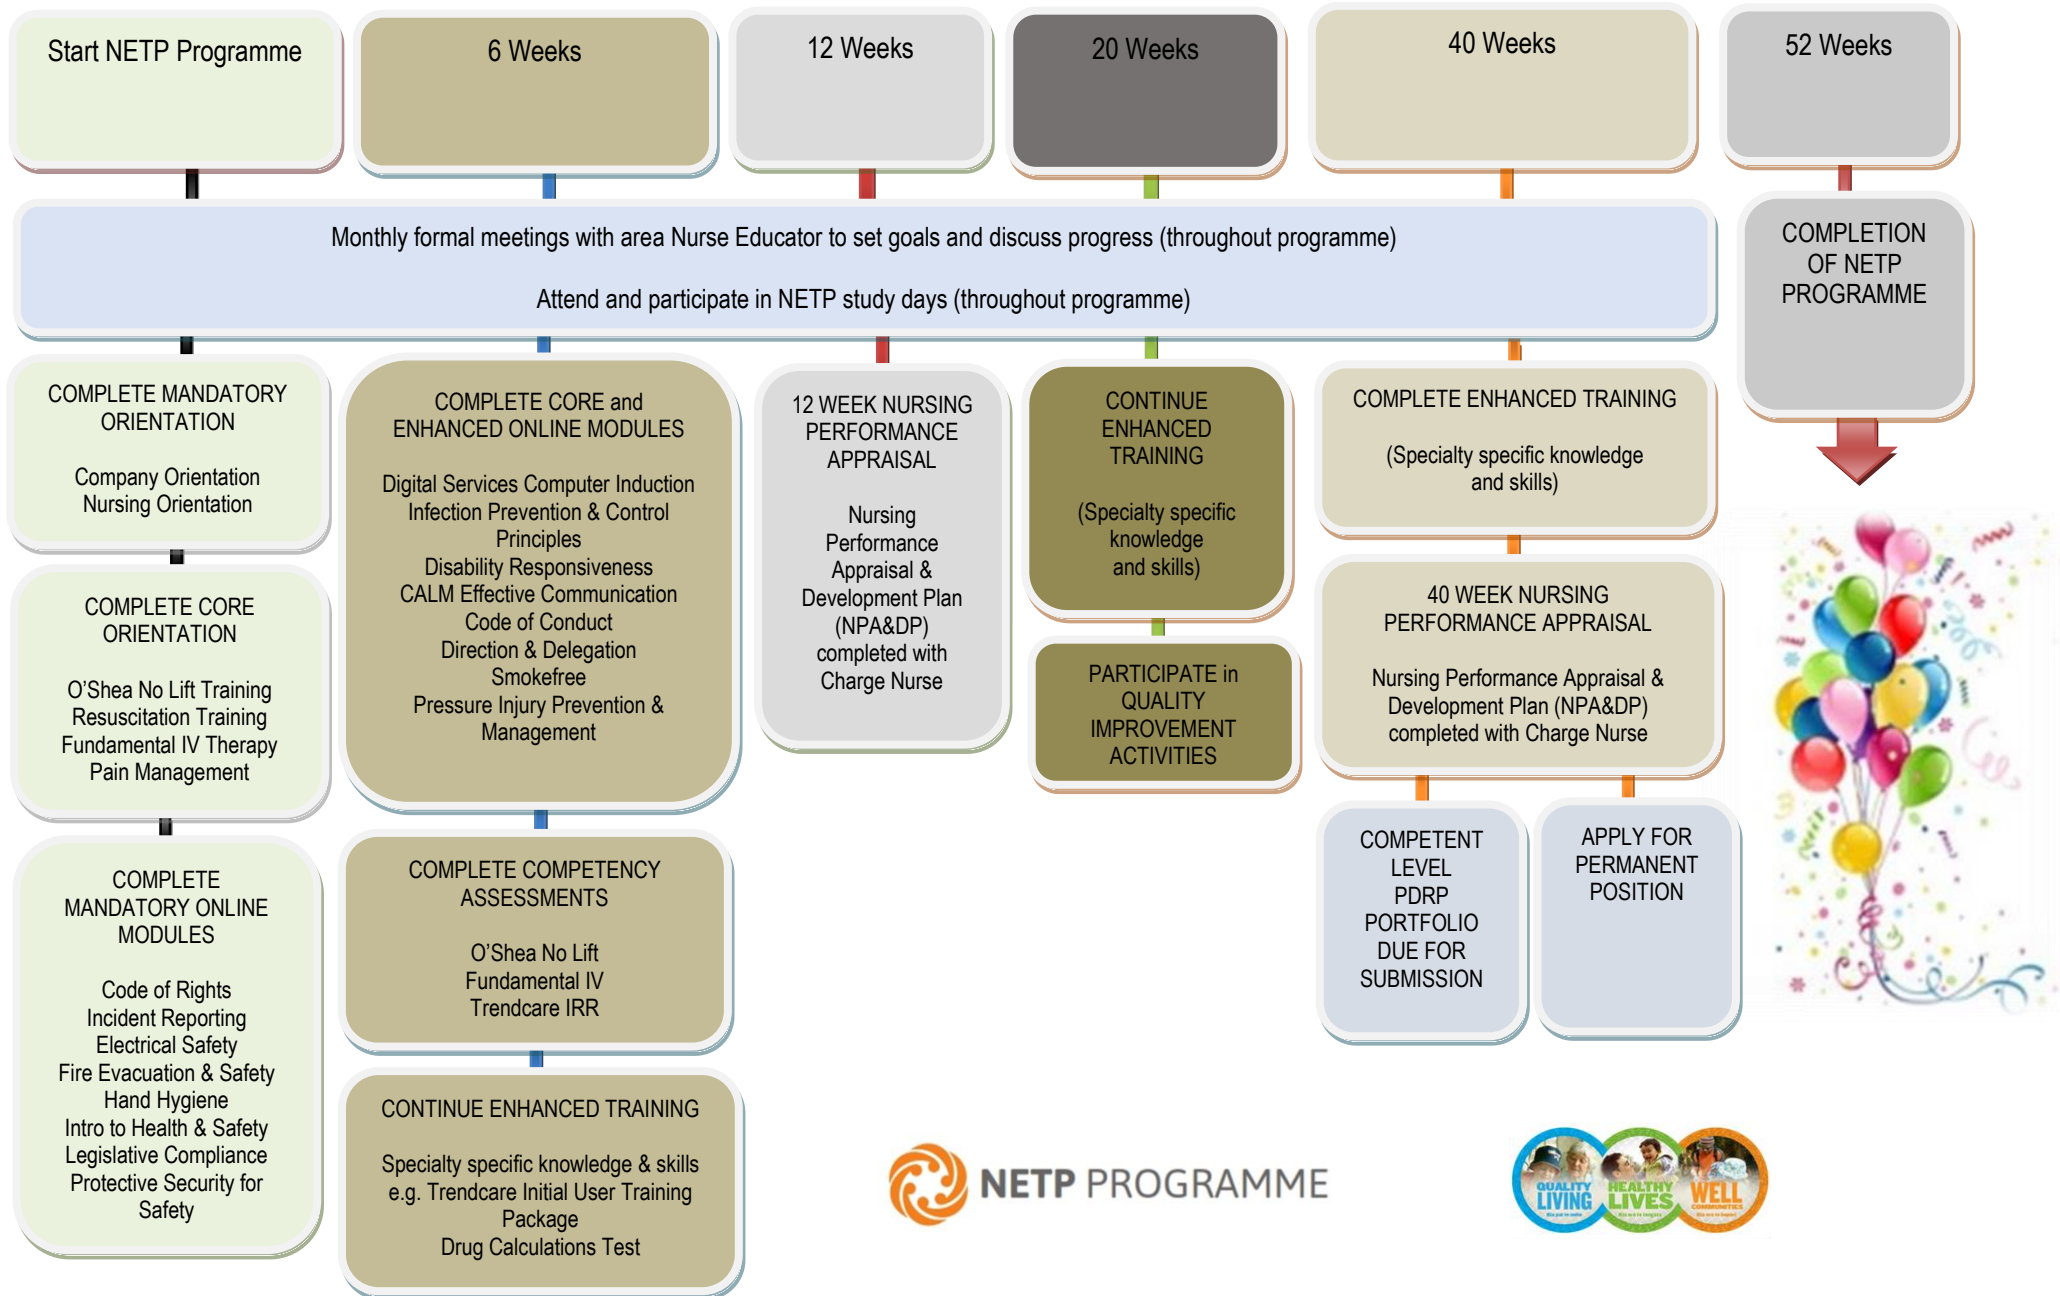 Start NETP Programme
6 Weeks
12 Weeks
20 Weeks
40 Weeks
52 Weeks
Monthly formal meetings with area Nurse Educator to set goals and discuss progress (throughout programme)
Attend and participate in NETP study days (throughout programme)
COMPLETION
OF NETP
PROGRAMME
COMPLETE MANDATORY
ORIENTATION
Company Orientation
Nursing Orientation
COMPLETE CORE
ORIENTATION
O'Shea No Lift Training
Resuscitation Training
Fundamental IV Therapy
Pain Management
COMPLETE
MANDATORY ONLINE
MODULES
Code of Rights
Incident Reporting
Electrical Safety
Fire Evacuation & Safety
Hand Hygiene
Intro to Health & Safety
Legislative Compliance
Protective Security for
Safety
COMPLETE CORE and
ENHANCED ONLINE MODULES
Digital Services Computer Induction
Infection Prevention & Control
Principles
Disability Responsiveness
CALM Effective Communication
Code of Conduct
Direction & Delegation
Smokefree
Pressure Injury Prevention &
Management
COMPLETE COMPETENCY
ASSESSMENTS
O'Shea No Lift
Fundamental IV
Trendcare IRR
CONTINUE ENHANCED TRAINING
Specialty specific knowledge & skills
e.g. Trendcare Initial User Training
Package
Drug Calculations Test
12 WEEK NURSING
PERFORMANCE
APPRAISAL
Nursing
Performance
Appraisal &
Development Plan
(NPA&DP)
completed with
Charge Nurse
CONTINUE
ENHANCED
TRAINING
(Specialty specific
knowledge
and skills)
PARTICIPATE in
QUALITY
IMPROVEMENT
ACTIVITIES
COMPLETE ENHANCED TRAINING
(Specialty specific knowledge
and skills)
40 WEEK NURSING
PERFORMANCE APPRAISAL
Nursing Performance Appraisal &
Development Plan (NPA&DP)
completed with Charge Nurse
COMPETENT
LEVEL
PDRP
PORTFOLIO
DUE FOR
SUBMISSION
APPLY FOR
PERMANENT
POSITION
NETP PROGRAMME
QUALITY
LIVING
HEALTHY
LIVES
WELL
COMMUNITIES